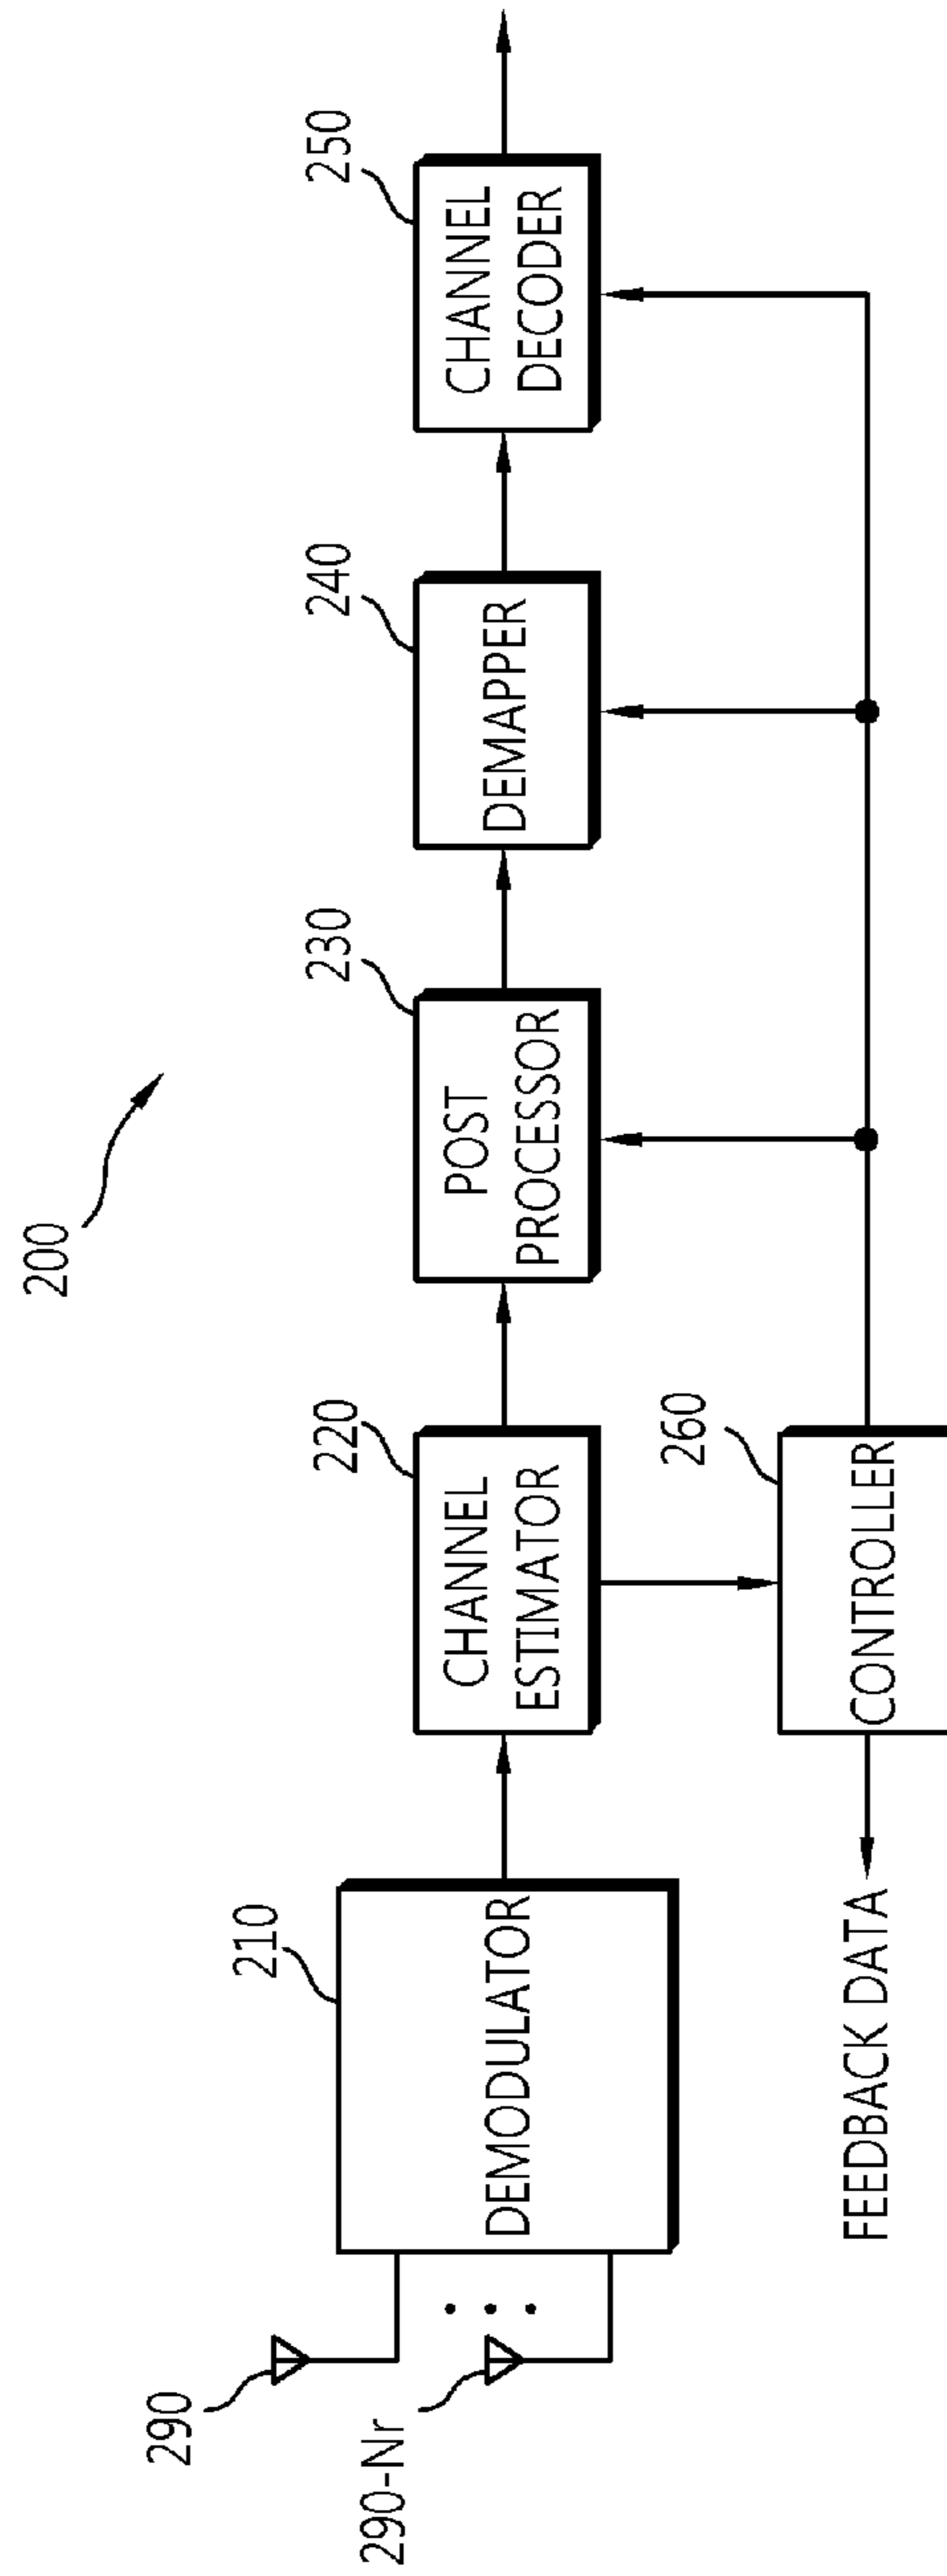 200
290
290-Nr
210
DEMODULATOR
220
CHANNEL
ESTIMATOR
230
POST
PROCESSOR
240
DEMAPPER
250
CHANNEL
DECODER
260
CONTROLLER
FEEDBACK DATA